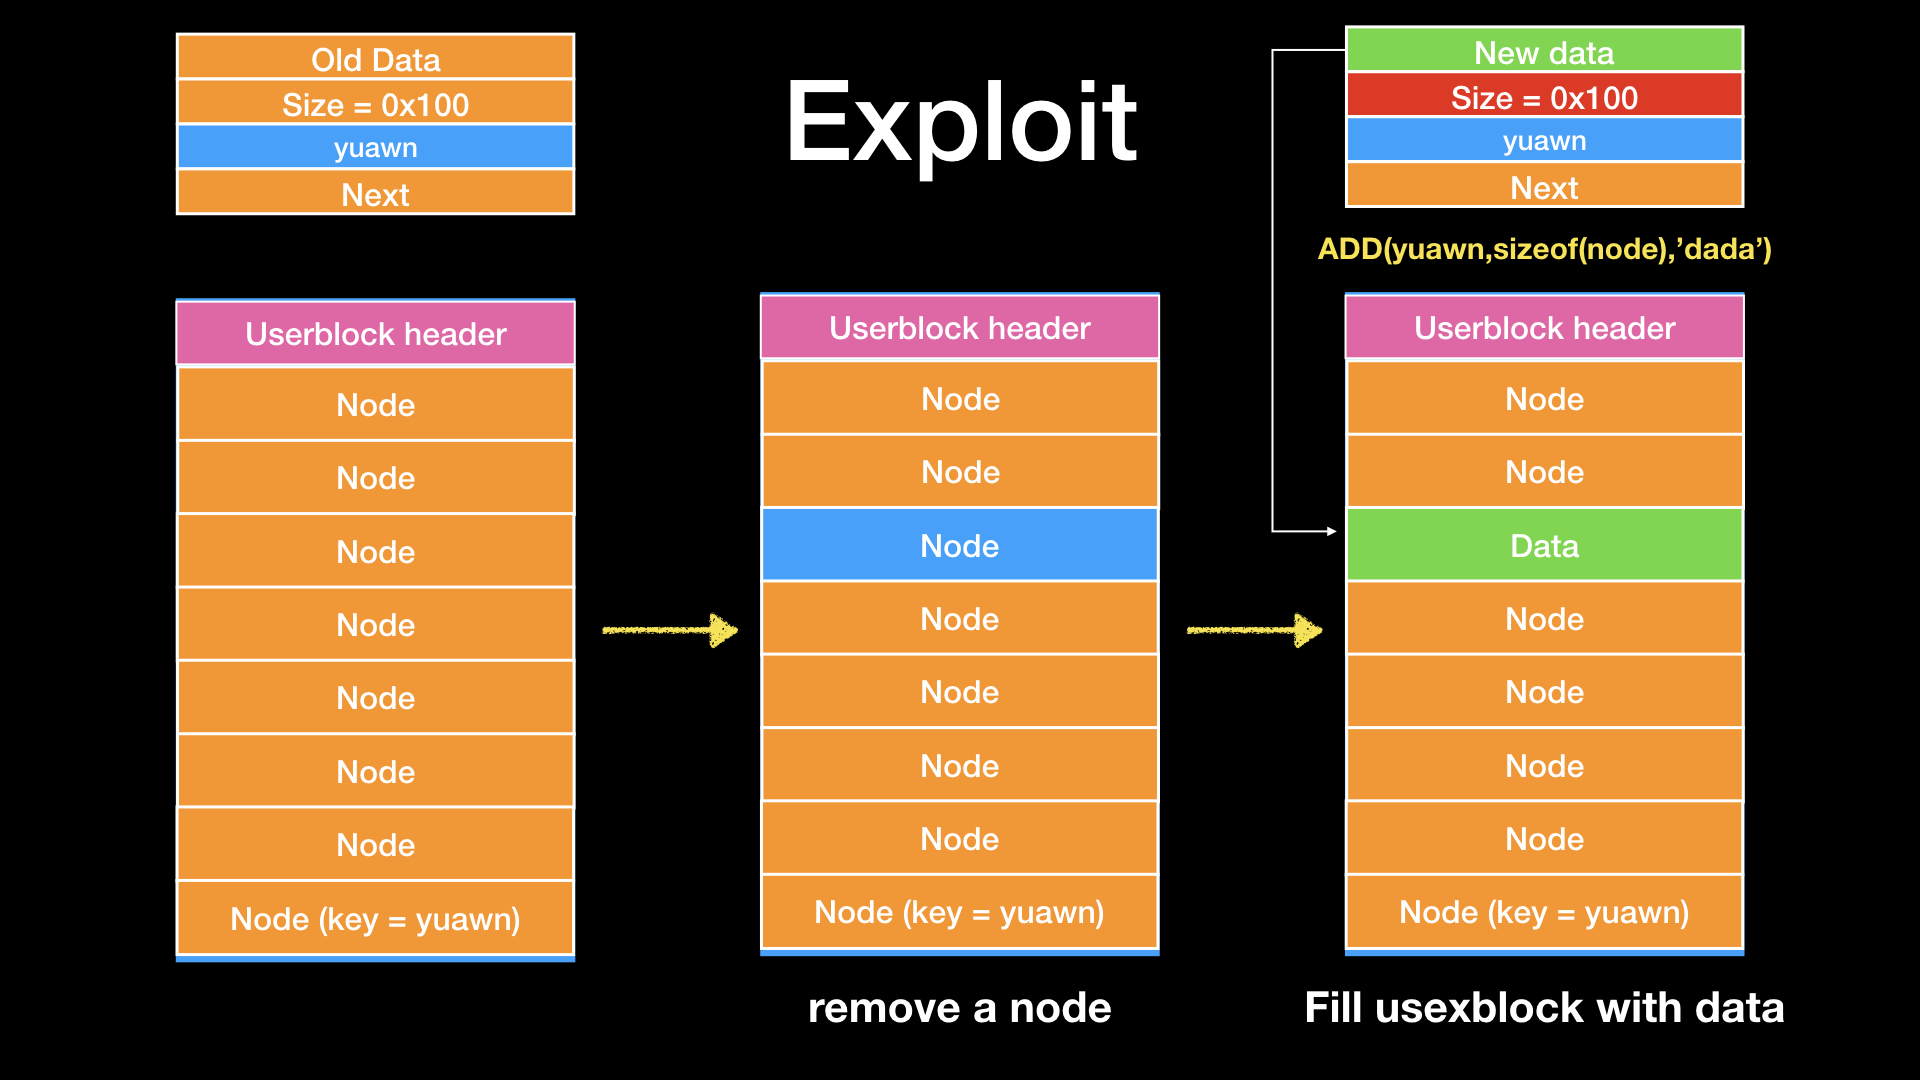 Exploit
Old Data
Size = 0x100
yuawn
Next
Userblock header
Node
Node
Node
Node
Node
Node
Node
Node (key = yuawn)
Userblock header
Node
Node
Node
Node
Node
Node
Node
Node (key = yuawn)
remove a node
New data
Size = 0x100
yuawn
Next
ADD(yuawn,sizeof(node),’dada’)
Userblock header
Node
Node
Data
Node
Node
Node
Node
Node (key = yuawn)
Fill usexblock with data